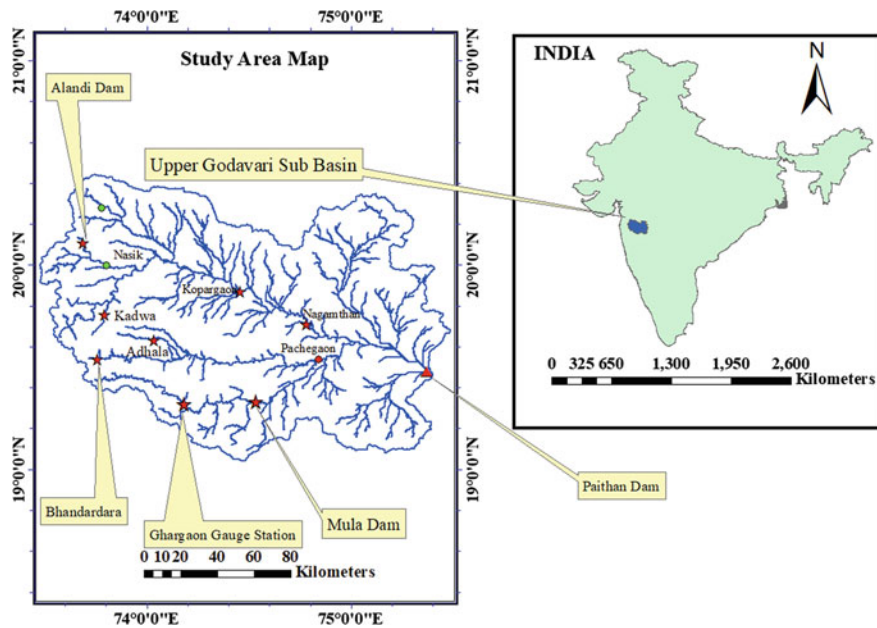 74°0'0"E 75°0'0"E
Study Area Map
21°0'0"N
21°0'0"N
Alandi Dam
20°0'0"N
20°0'0"N
Nasik
Kopargaon
Kadwa
Nagamthan
Adhala
Pachegaon
19°0'0"N
19°0'0"N
Bhandardara
Ghargaon Gauge Station
Mula Dam
Paithan Dam
0 10 20 40 60 80
Kilometers
74°0'0"E 75°0'0"E
INDIA
N
Upper Godavari Sub Basin
0 325 650 1,300 1,950 2,600
Kilometers